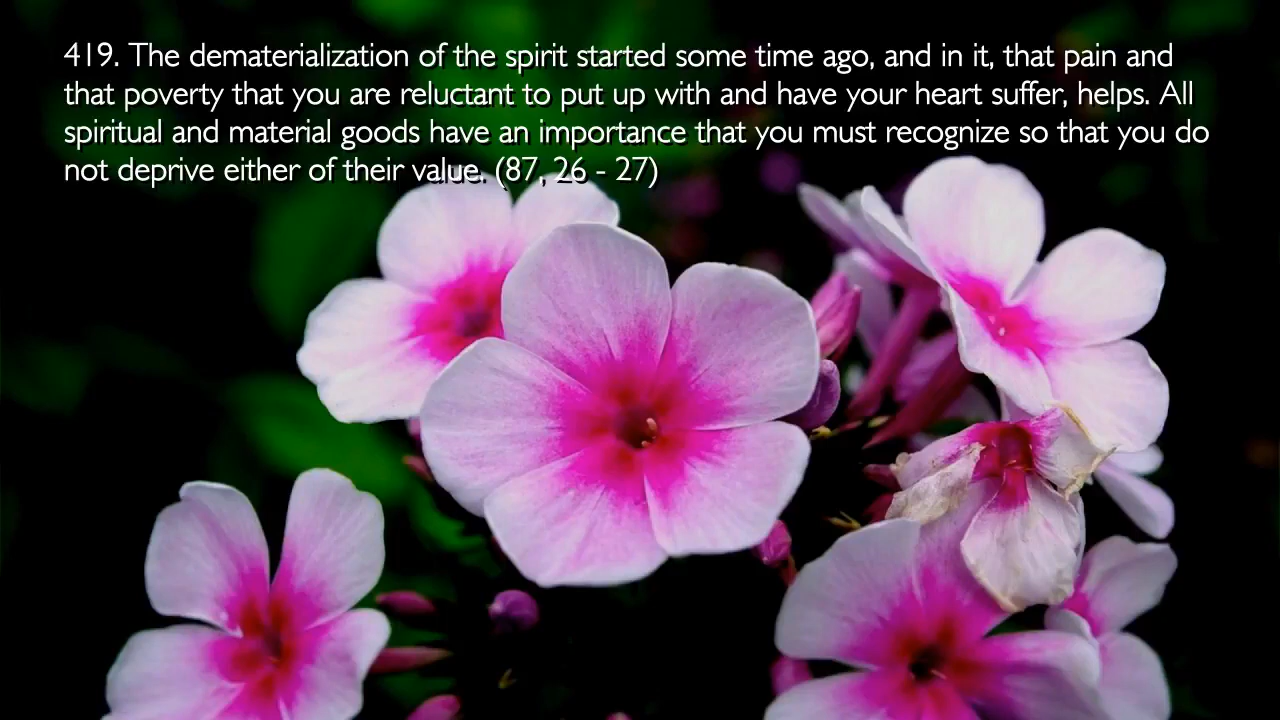 419. The dematerialization of the spirit started some time ago, and in it, that pain and
that poverty that you are reluctant to put up with and have your heart suffer, helps. All
spiritual and material goods have an importance that you must recognize so that you do
not deprive either of their value. (87, 26 - 27)